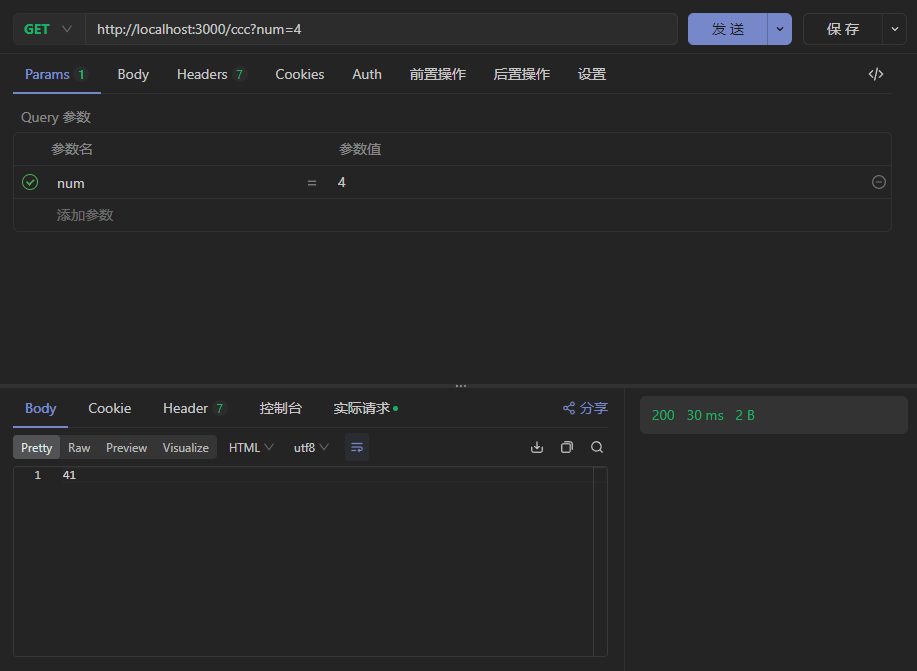 GET http://localhost:3000/ccc?num=4 发送 保存
Params 1 Body Headers 7 Cookies Auth 前置操作 后置操作 设置
Query 参数
参数名 参数值
num = 4
添加参数
Body Cookie Header 7 控制台 实际请求 分享
200 30 ms 2 B
Pretty Raw Preview Visualize HTML utf8
1 41